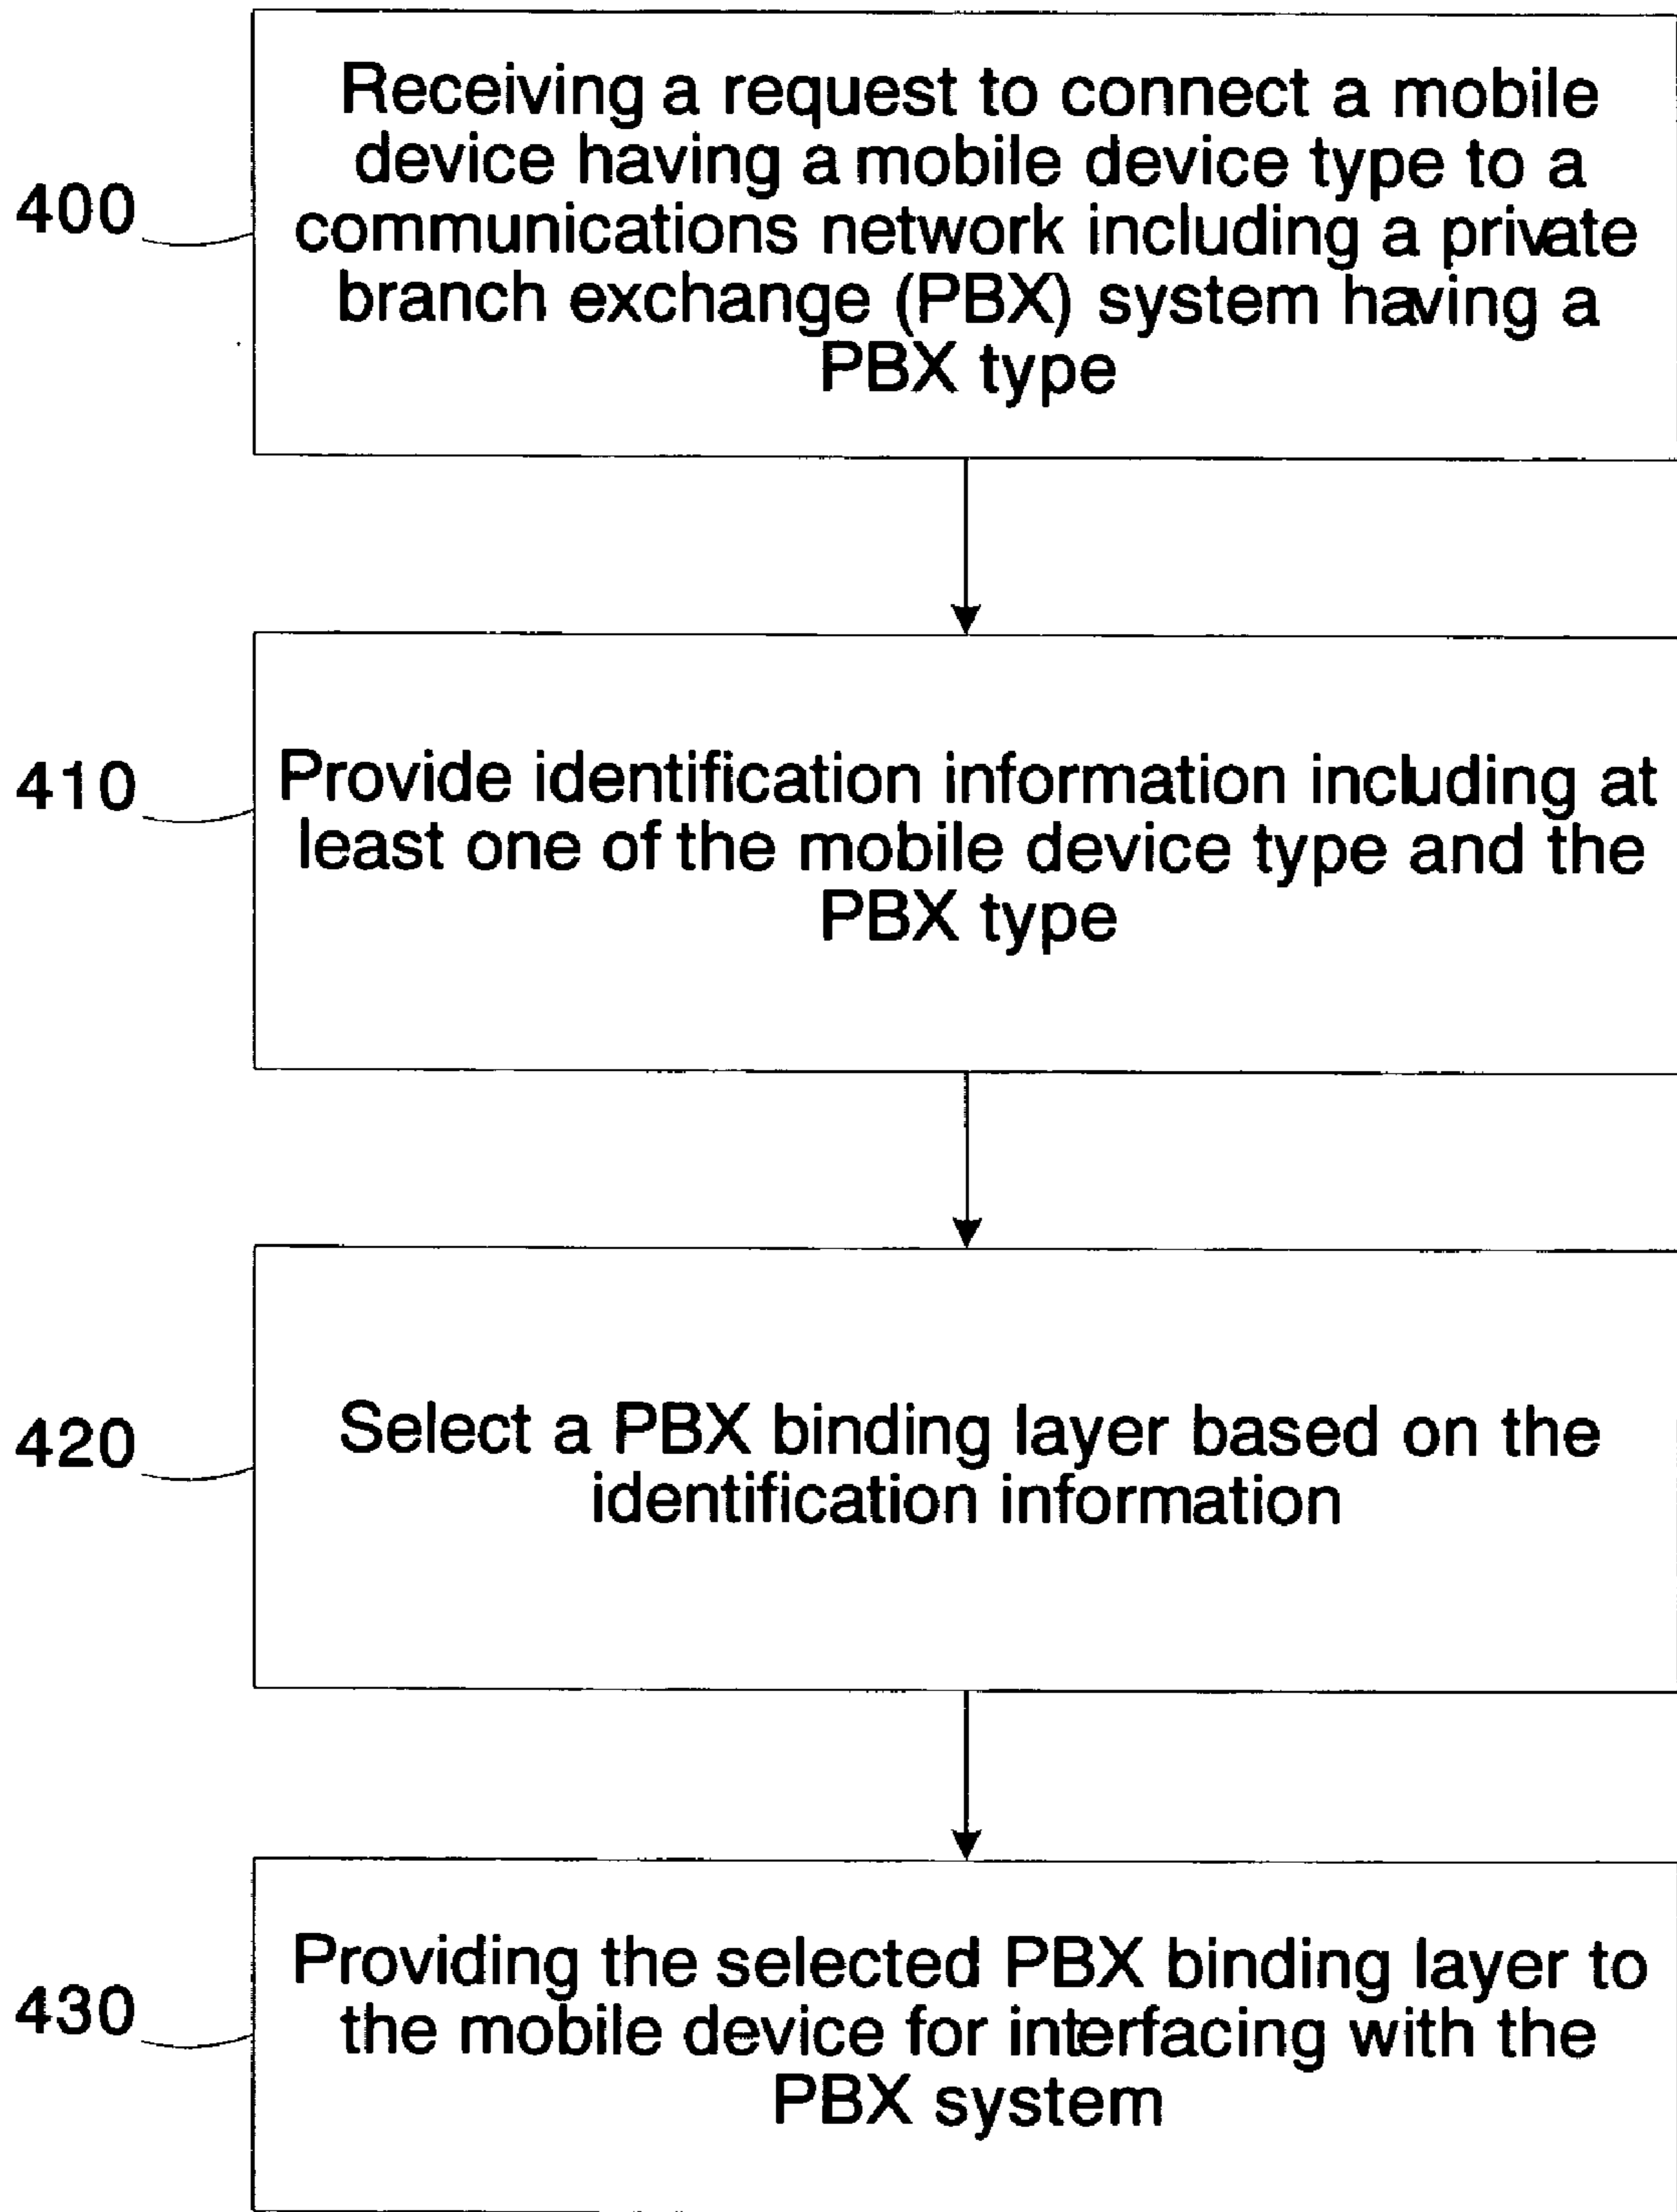 Receiving a request to connect a mobile
device having a mobile device type to a
400
communications network including a private
branch exchange (PBX) system having a
PBX type
410
Provide identification information including at
least one of the mobile device type and the
PBX type
420
Select a PBX binding layer based on the
identification information
430
Providing the selected PBX binding layer to
the mobile device for interfacing with the
PBX system